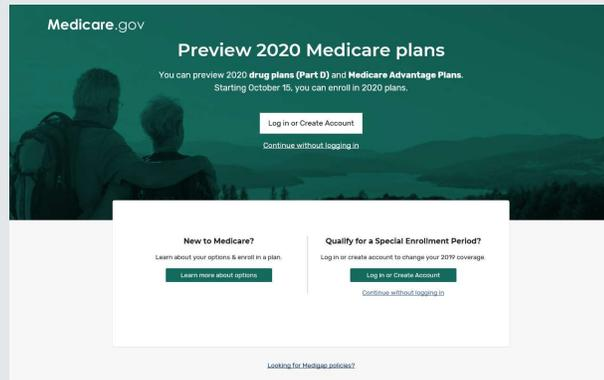 Medicare.gov
Preview 2020 Medicare plans
You can preview 2020 drug plans (Part D) and Medicare Advantage Plans.
Starting October 15, you can enroll in 2020 plans.
Log in or Create Account
Continue without logging in
New to Medicare?
Learn about your options & enroll in a plan.
Learn more about options
Qualify for a Special Enrollment Period?
Log in or create account to change your 2019 coverage.
Log in or Create Account
Continue without logging in
Looking for Medigap policies?